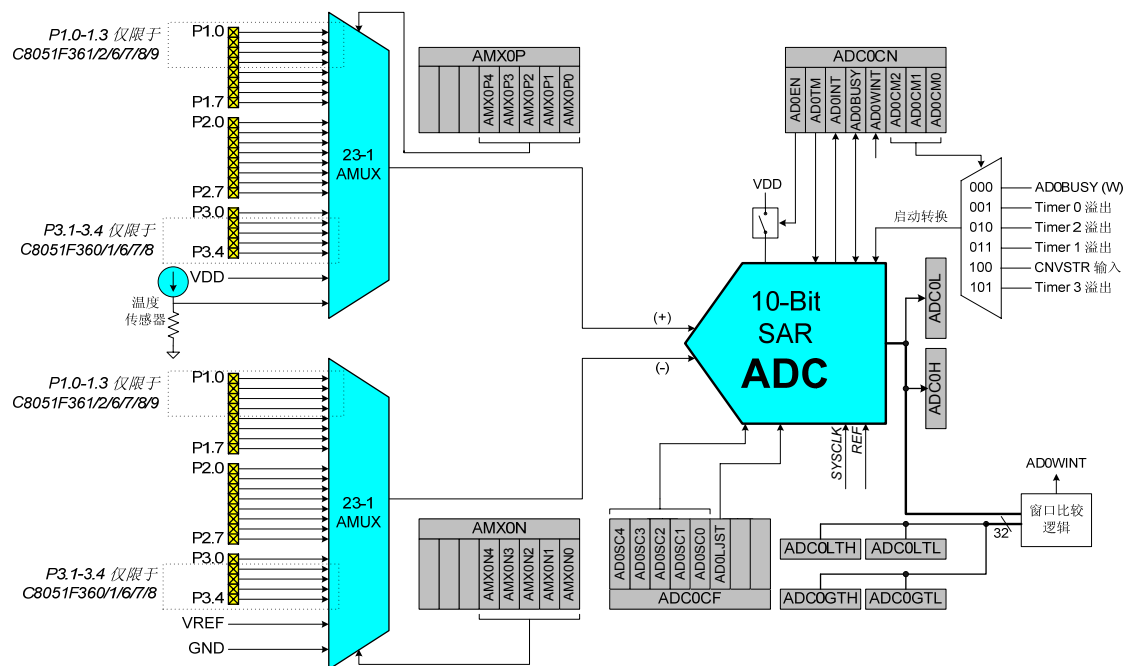 P1.0-1.3 仅限于
C8051F361/2/6/7/8/9
P1.0
P1.7
P2.0
P2.7
P3.0
P3.4
P3.1-3.4 仅限于
C8051F360/1/6/7/8
VDD
温度
传感器
23-1
AMUX
AMX0P
AMX0P4
AMX0P3
AMX0P2
AMX0P1
AMX0P0
ADC0CN
AD0EN
AD0TM
AD0INT
AD0BUSY
AD0WINT
AD0CM2
AD0CM1
AD0CM0
VDD
启动转换
000
001
010
011
100
101
AD0BUSY (W)
Timer 0 溢出
Timer 2 溢出
Timer 1 溢出
CNVSTR 输入
Timer 3 溢出
(+)
(-)
10-Bit
SAR
ADC
ADC0L
ADC0H
SYSCLK
REF
P1.0-1.3 仅限于
C8051F361/2/6/7/8/9
P1.0
P1.7
P2.0
P2.7
P3.0
P3.4
P3.1-3.4 仅限于
C8051F360/1/6/7/8
VREF
GND
23-1
AMUX
AMX0N
AMX0N4
AMX0N3
AMX0N2
AMX0N1
AMX0N0
AD0SC4
AD0SC3
AD0SC2
AD0SC1
AD0SC0
AD0LJST
ADC0CF
AD0WINT
窗口比较
逻辑
32
ADC0LTH
ADC0LTL
ADC0GTH
ADC0GTL